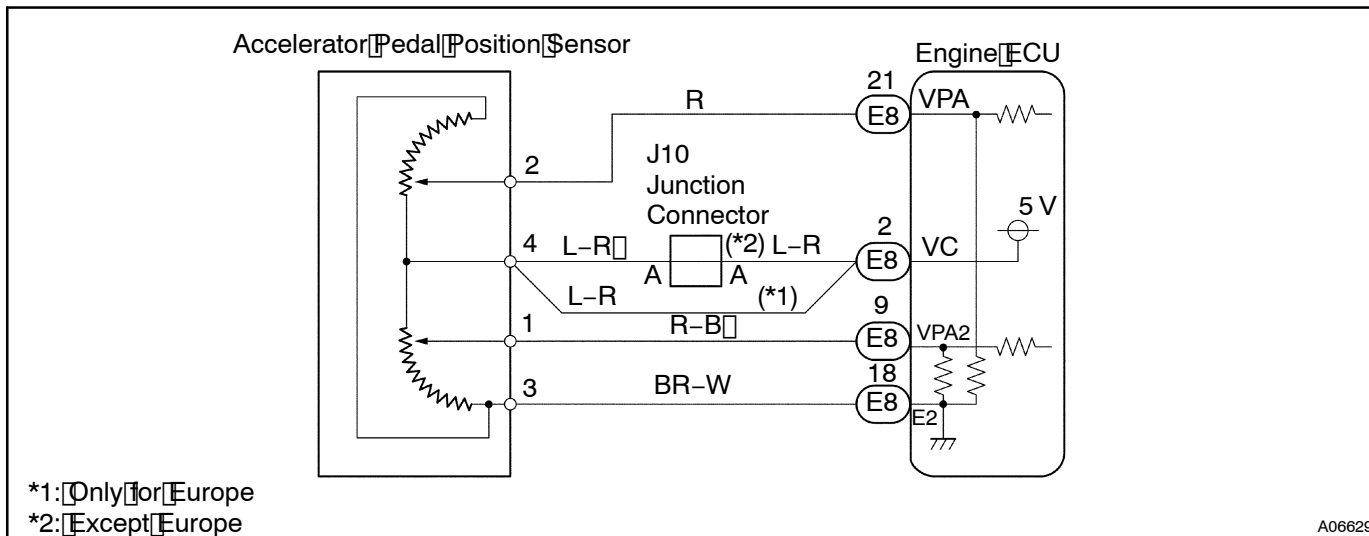 Accelerator Pedal Position Sensor
Engine ECU
21
R
E8
VPA
2
J10
Junction
Connector
5 V
4
L–R
(*2)
L–R
2
E8
VC
A
A
L–R
(*1)
9
1
R–B
E8
VPA2
18
3
BR–W
E8
E2
*1: Only for Europe
*2: Except Europe
A06629